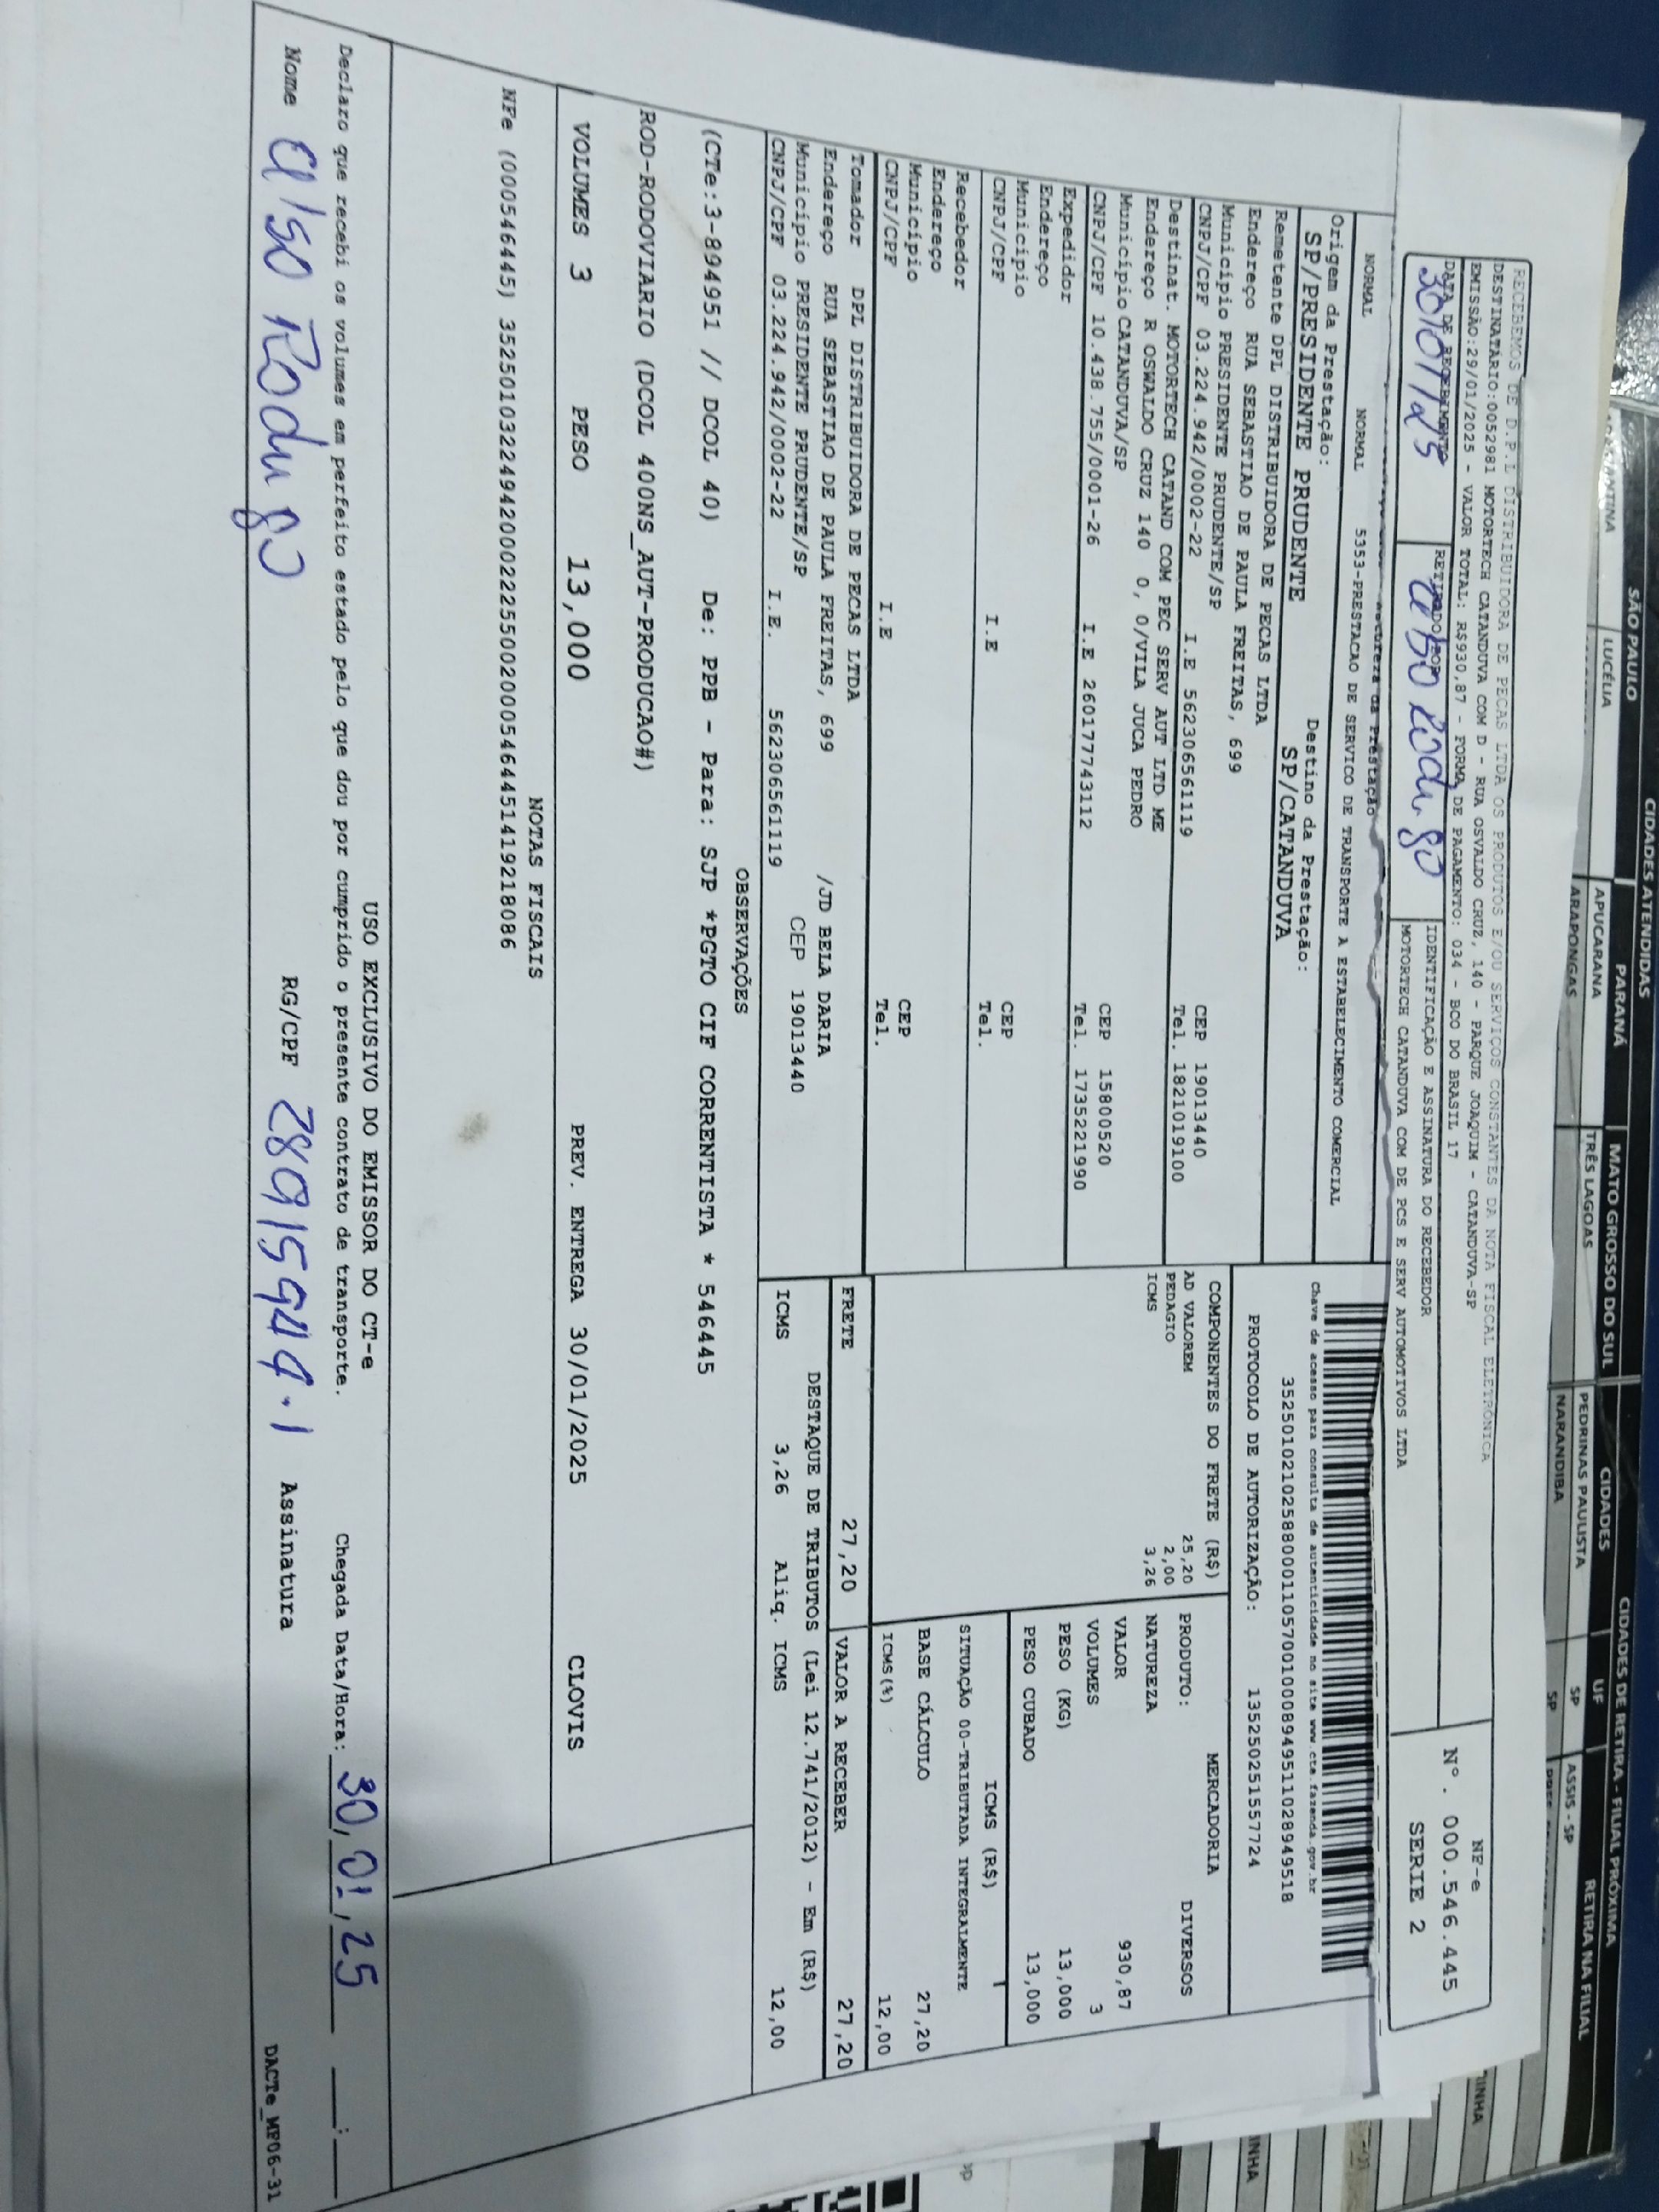 CIDADES ATENDIDAS
CIDADES DE RETIRA - FILIAL PRÓXIMA
SÃO PAULO
PARANÁ
MATO GROSSO DO SUL
CIDADES
UF
RETIRA NA FILIAL
LUCÉLIA
APUCARANA
TRÊS LAGOAS
PEDRINAS PAULISTA
SP
ASSIS - SP
ARAPONGAS
NARANDIBA
SP
RECEBEMOS DE D.P.L DISTRIBUIDORA DE PECAS LTDA OS PRODUTOS E/OU SERVIÇOS CONSTANTES DA NOTA FISCAL ELETRÔNICA
DESTINATÁRIO:0052981 MOTORTECH CATANDUVA COM D - RUA OSVALDO CRUZ, 140 - PARQUE JOAQUIM - CATANDUVA-SP
EMISSÃO:29/01/2025 - VALOR TOTAL: R$930,87 - FORMA DE PAGAMENTO: 034 - BCO DO BRASIL 17
NF-e
Nº. 000.546.445
SERIE 2
DATA DE RECEBIMENTO
30/01/25
RETIRADO POR
IDENTIFICAÇÃO E ASSINATURA DO RECEBEDOR
MOTORTECH CATANDUVA COM DE PCS E SERV AUTOMOTIVOS LTDA
NORMAL NORMAL 5353-PRESTACAO DE SERVICO DE TRANSPORTE A ESTABELECIMENTO COMERCIAL
Origem da Prestação: Destino da Prestação:
SP/PRESIDENTE PRUDENTE SP/CATANDUVA
Chave de acesso para consulta de autenticidade no site www.cte.fazenda.gov.br
35250102102588000110570010008949511028949518
PROTOCOLO DE AUTORIZAÇÃO: 135250251557724
Remetente DPL DISTRIBUIDORA DE PECAS LTDA
Endereço RUA SEBASTIAO DE PAULA FREITAS, 699
Município PRESIDENTE PRUDENTE/SP CEP 19013440
CNPJ/CPF 03.224.942/0002-22 I.E 562306561119 Tel. 1821019100
Destinat. MOTORTECH CATAND COM PEC SERV AUT LTD ME
Endereço R OSWALDO CRUZ 140 0, 0/VILA JUCA PEDRO
Município CATANDUVA/SP CEP 15800520
CNPJ/CPF 10.438.755/0001-26 I.E 260177743112 Tel. 1735221990
Expedidor
Endereço
Município CEP
CNPJ/CPF I.E Tel.
Recebedor
Endereço
Município CEP
CNPJ/CPF I.E Tel.
COMPONENTES DO FRETE (R$)
AD VALOREM 25,20
PEDAGIO 2,00
ICMS 3,26
MERCADORIA
PRODUTO: DIVERSOS
NATUREZA
VALOR 930,87
VOLUMES 3
PESO (KG) 13,000
PESO CUBADO 13,000
ICMS (R$)
SITUAÇÃO 00-TRIBUTADA INTEGRALMENTE
BASE CÁLCULO 27,20
ICMS(%) 12,00
Tomador DPL DISTRIBUIDORA DE PECAS LTDA
Endereço RUA SEBASTIAO DE PAULA FREITAS, 699 /JD BELA DARIA
Município PRESIDENTE PRUDENTE/SP CEP 19013440
CNPJ/CPF 03.224.942/0002-22 I.E. 562306561119
FRETE 27,20 VALOR A RECEBER 27,20
DESTAQUE DE TRIBUTOS (Lei 12.741/2012) - Em (R$)
ICMS 3,26 Aliq. ICMS 12,00
OBSERVAÇÕES
(CTe:3-894951 // DCOL 40) De: PPB - Para: SJP *PGTO CIF CORRENTISTA * 546445
ROD-RODOVIARIO (DCOL 400NS_AUT-PRODUCAO#)
VOLUMES 3 PESO 13,000 PREV. ENTREGA 30/01/2025 CLOVIS
NOTAS FISCAIS
NFe (000546445) 35250103224942000222550020005464451419218086
USO EXCLUSIVO DO EMISSOR DO CT-e
Declaro que recebi os volumes em perfeito estado pelo que dou por cumprido o presente contrato de transporte. Chegada Data/Hora: 30/01/25
Nome RG/CPF 28915944.1 Assinatura
DACTe_MF06-31